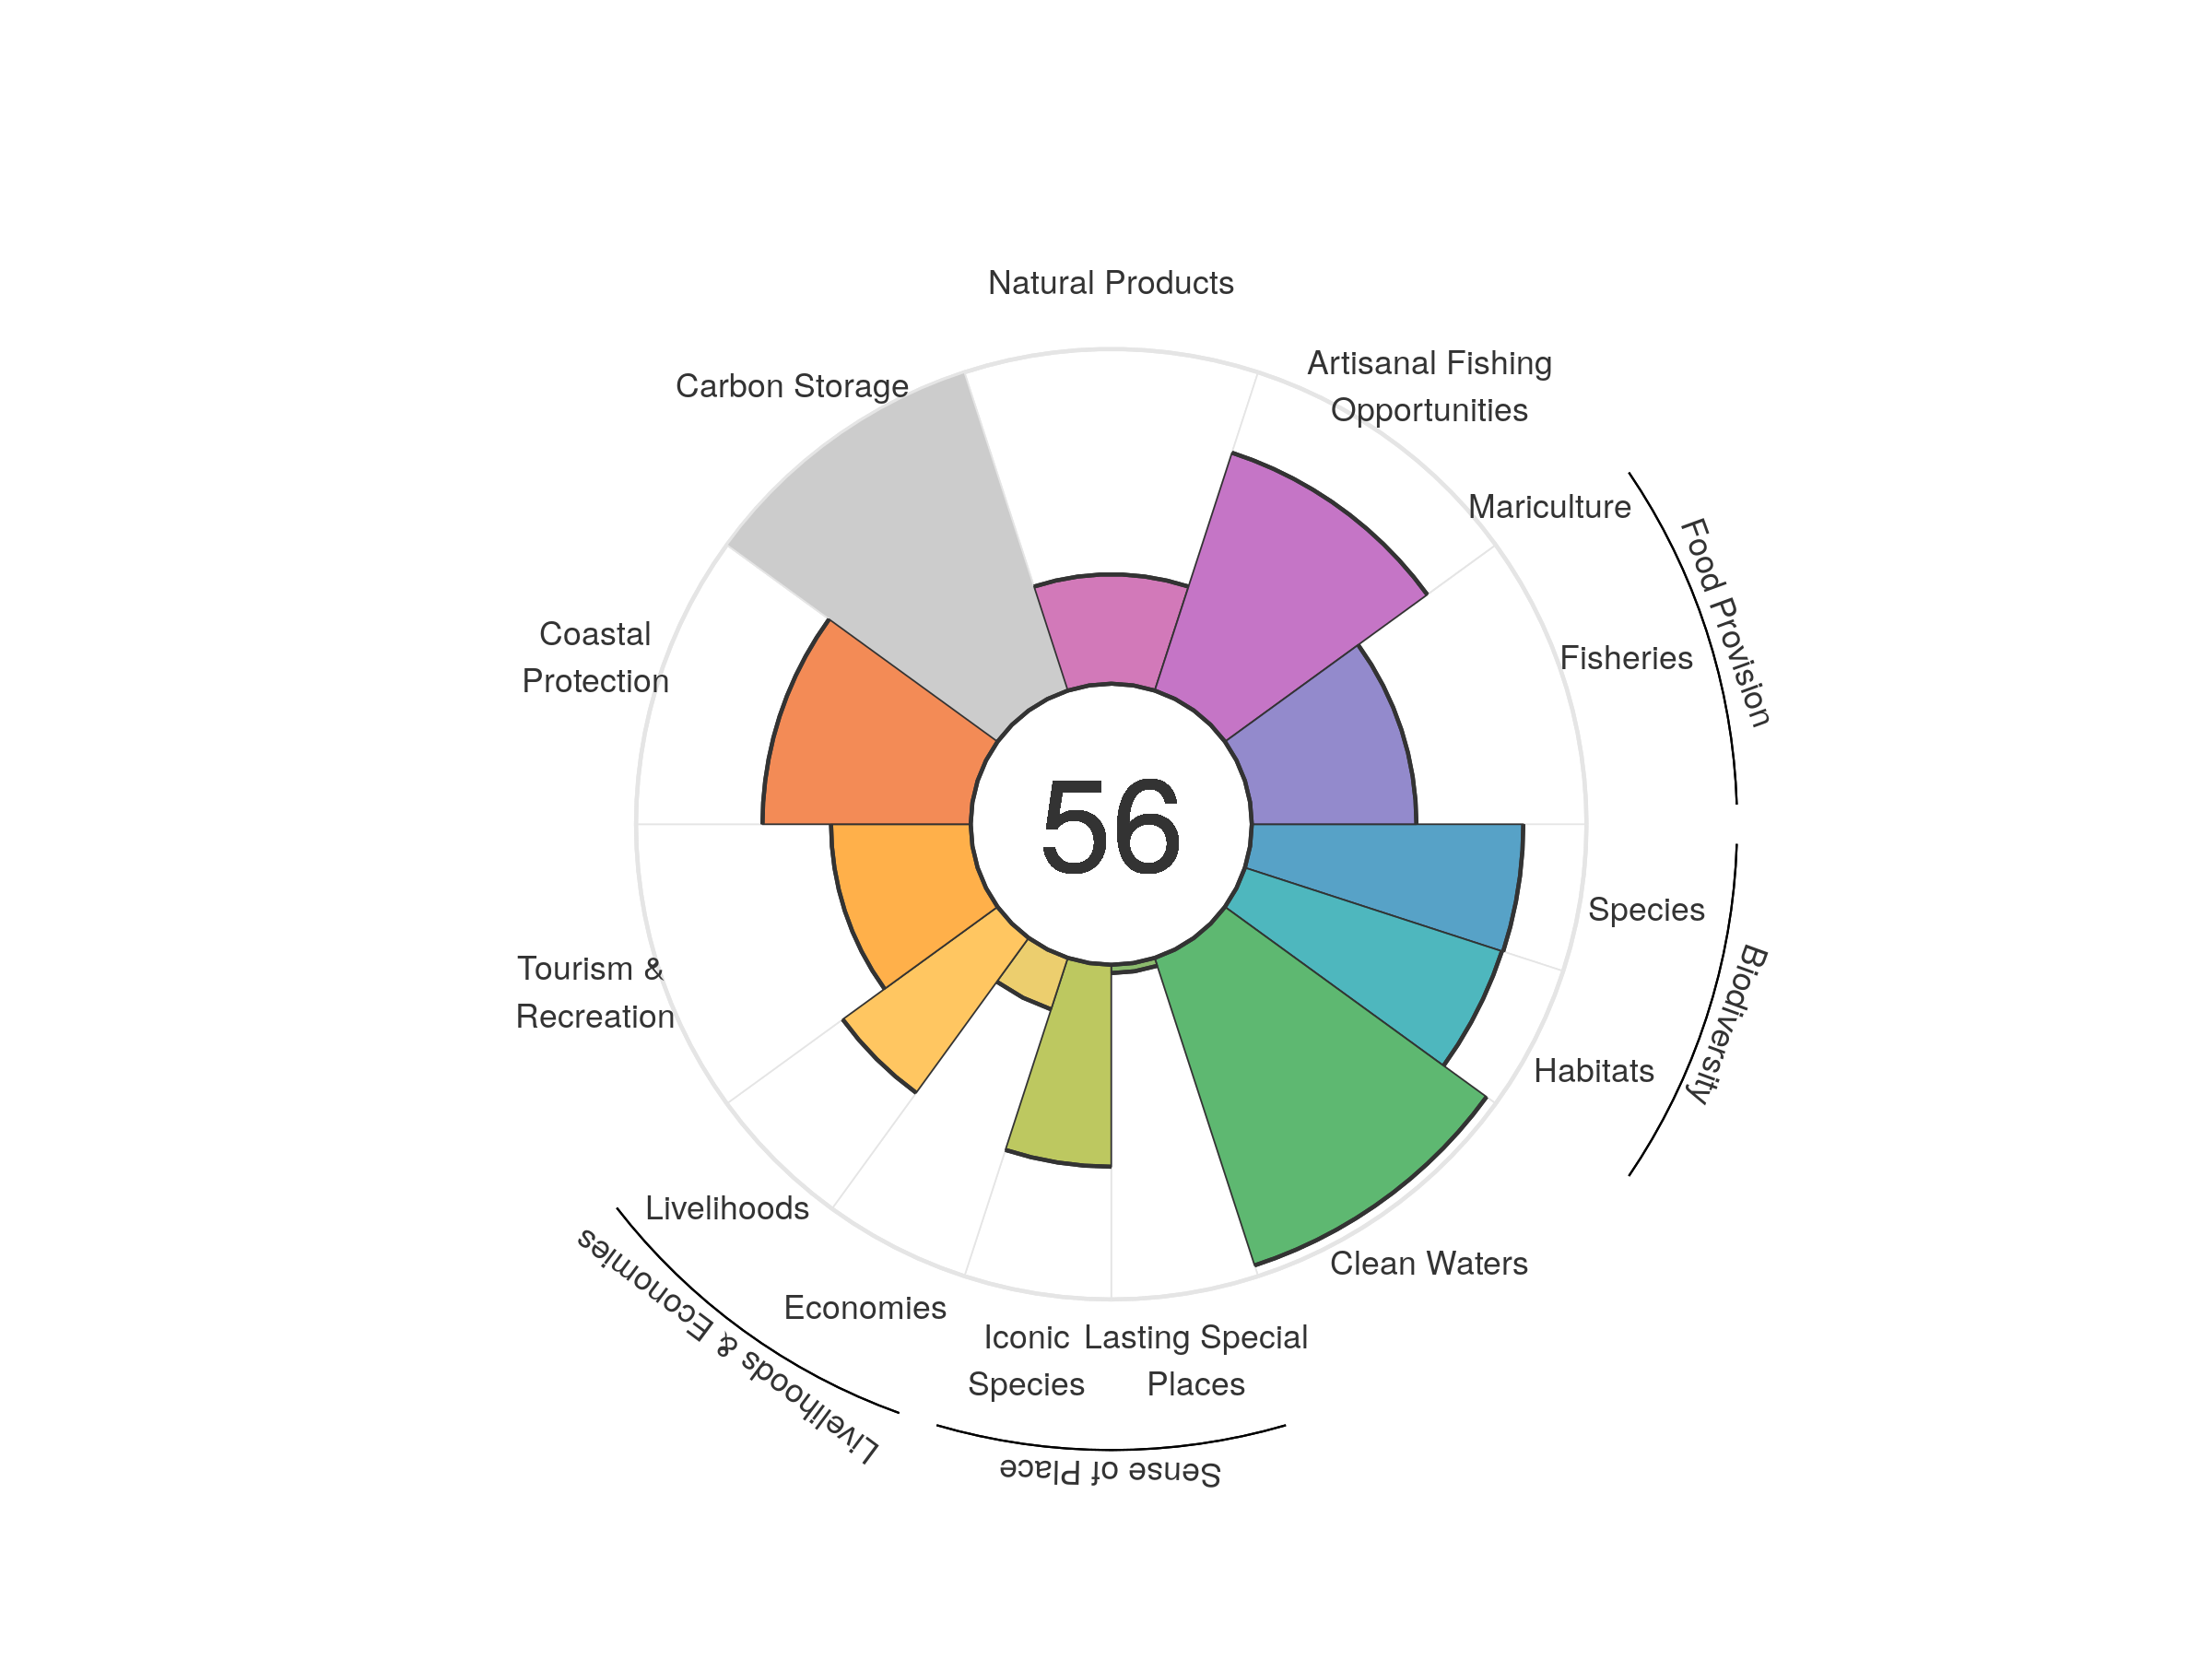 Natural Products
Artisanal Fishing
Opportunities
Carbon Storage
Mariculture
Food Provision
Fisheries
Coastal
Protection
56
Species
Biodiversity
Tourism &
Recreation
Habitats
Livelihoods
Clean Waters
Livelihoods & Economies
Economies
Iconic
Species
Lasting Special
Places
Sense of Place